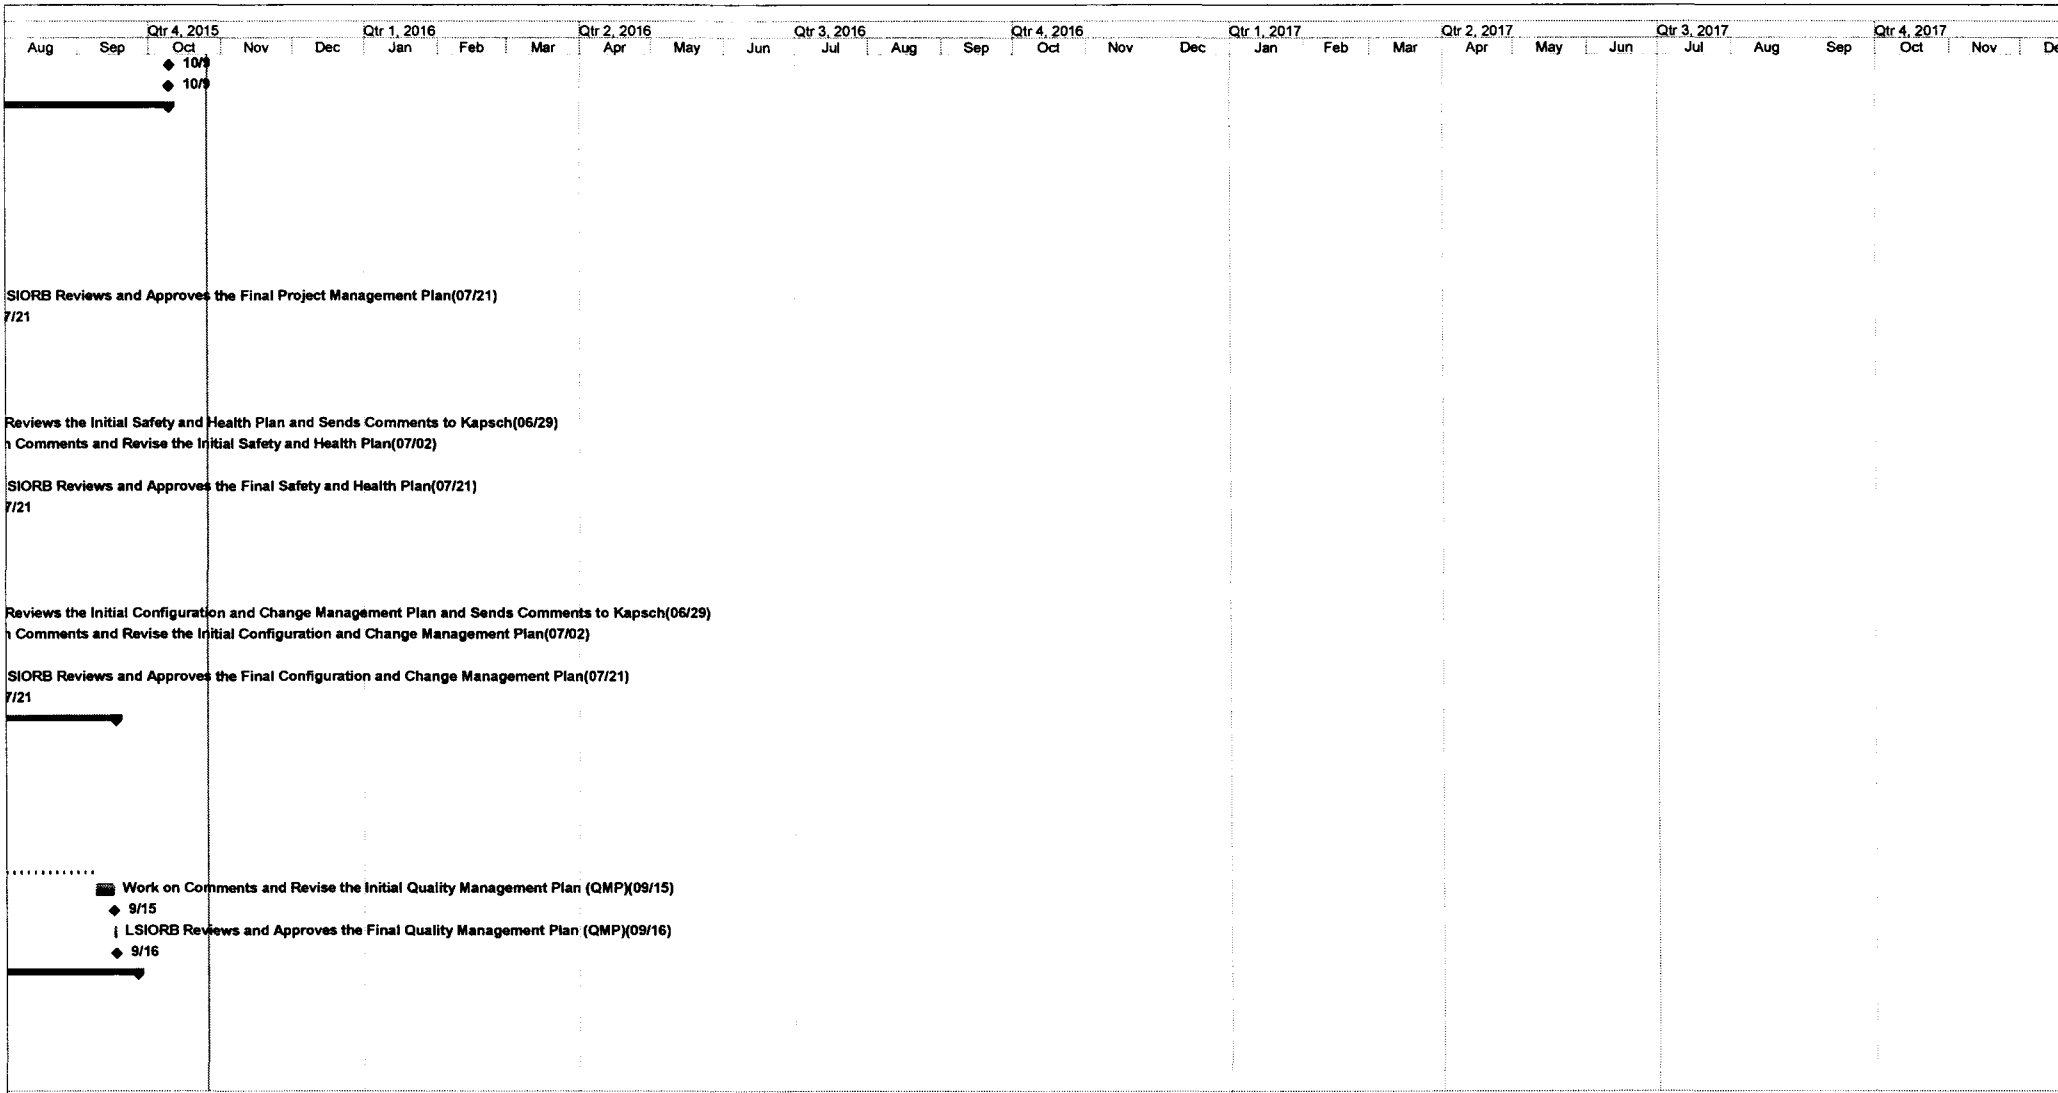 Qtr 4, 2015 Qtr 1, 2016 Qtr 2, 2016 Qtr 3, 2016 Qtr 4, 2016 Qtr 1, 2017 Qtr 2, 2017 Qtr 3, 2017 Qtr 4, 2017
Aug Sep Oct Nov Dec Jan Feb Mar Apr May Jun Jul Aug Sep Oct Nov Dec Jan Feb Mar Apr May Jun Jul Aug Sep Oct Nov De
10/9
10/9
SIORB Reviews and Approves the Final Project Management Plan(07/21)
7/21
Reviews the Initial Safety and Health Plan and Sends Comments to Kapsch(06/29)
n Comments and Revise the Initial Safety and Health Plan(07/02)
SIORB Reviews and Approves the Final Safety and Health Plan(07/21)
7/21
Reviews the Initial Configuration and Change Management Plan and Sends Comments to Kapsch(06/29)
n Comments and Revise the Initial Configuration and Change Management Plan(07/02)
SIORB Reviews and Approves the Final Configuration and Change Management Plan(07/21)
7/21
Work on Comments and Revise the Initial Quality Management Plan (QMP)(09/15)
9/15
LSIORB Reviews and Approves the Final Quality Management Plan (QMP)(09/16)
9/16